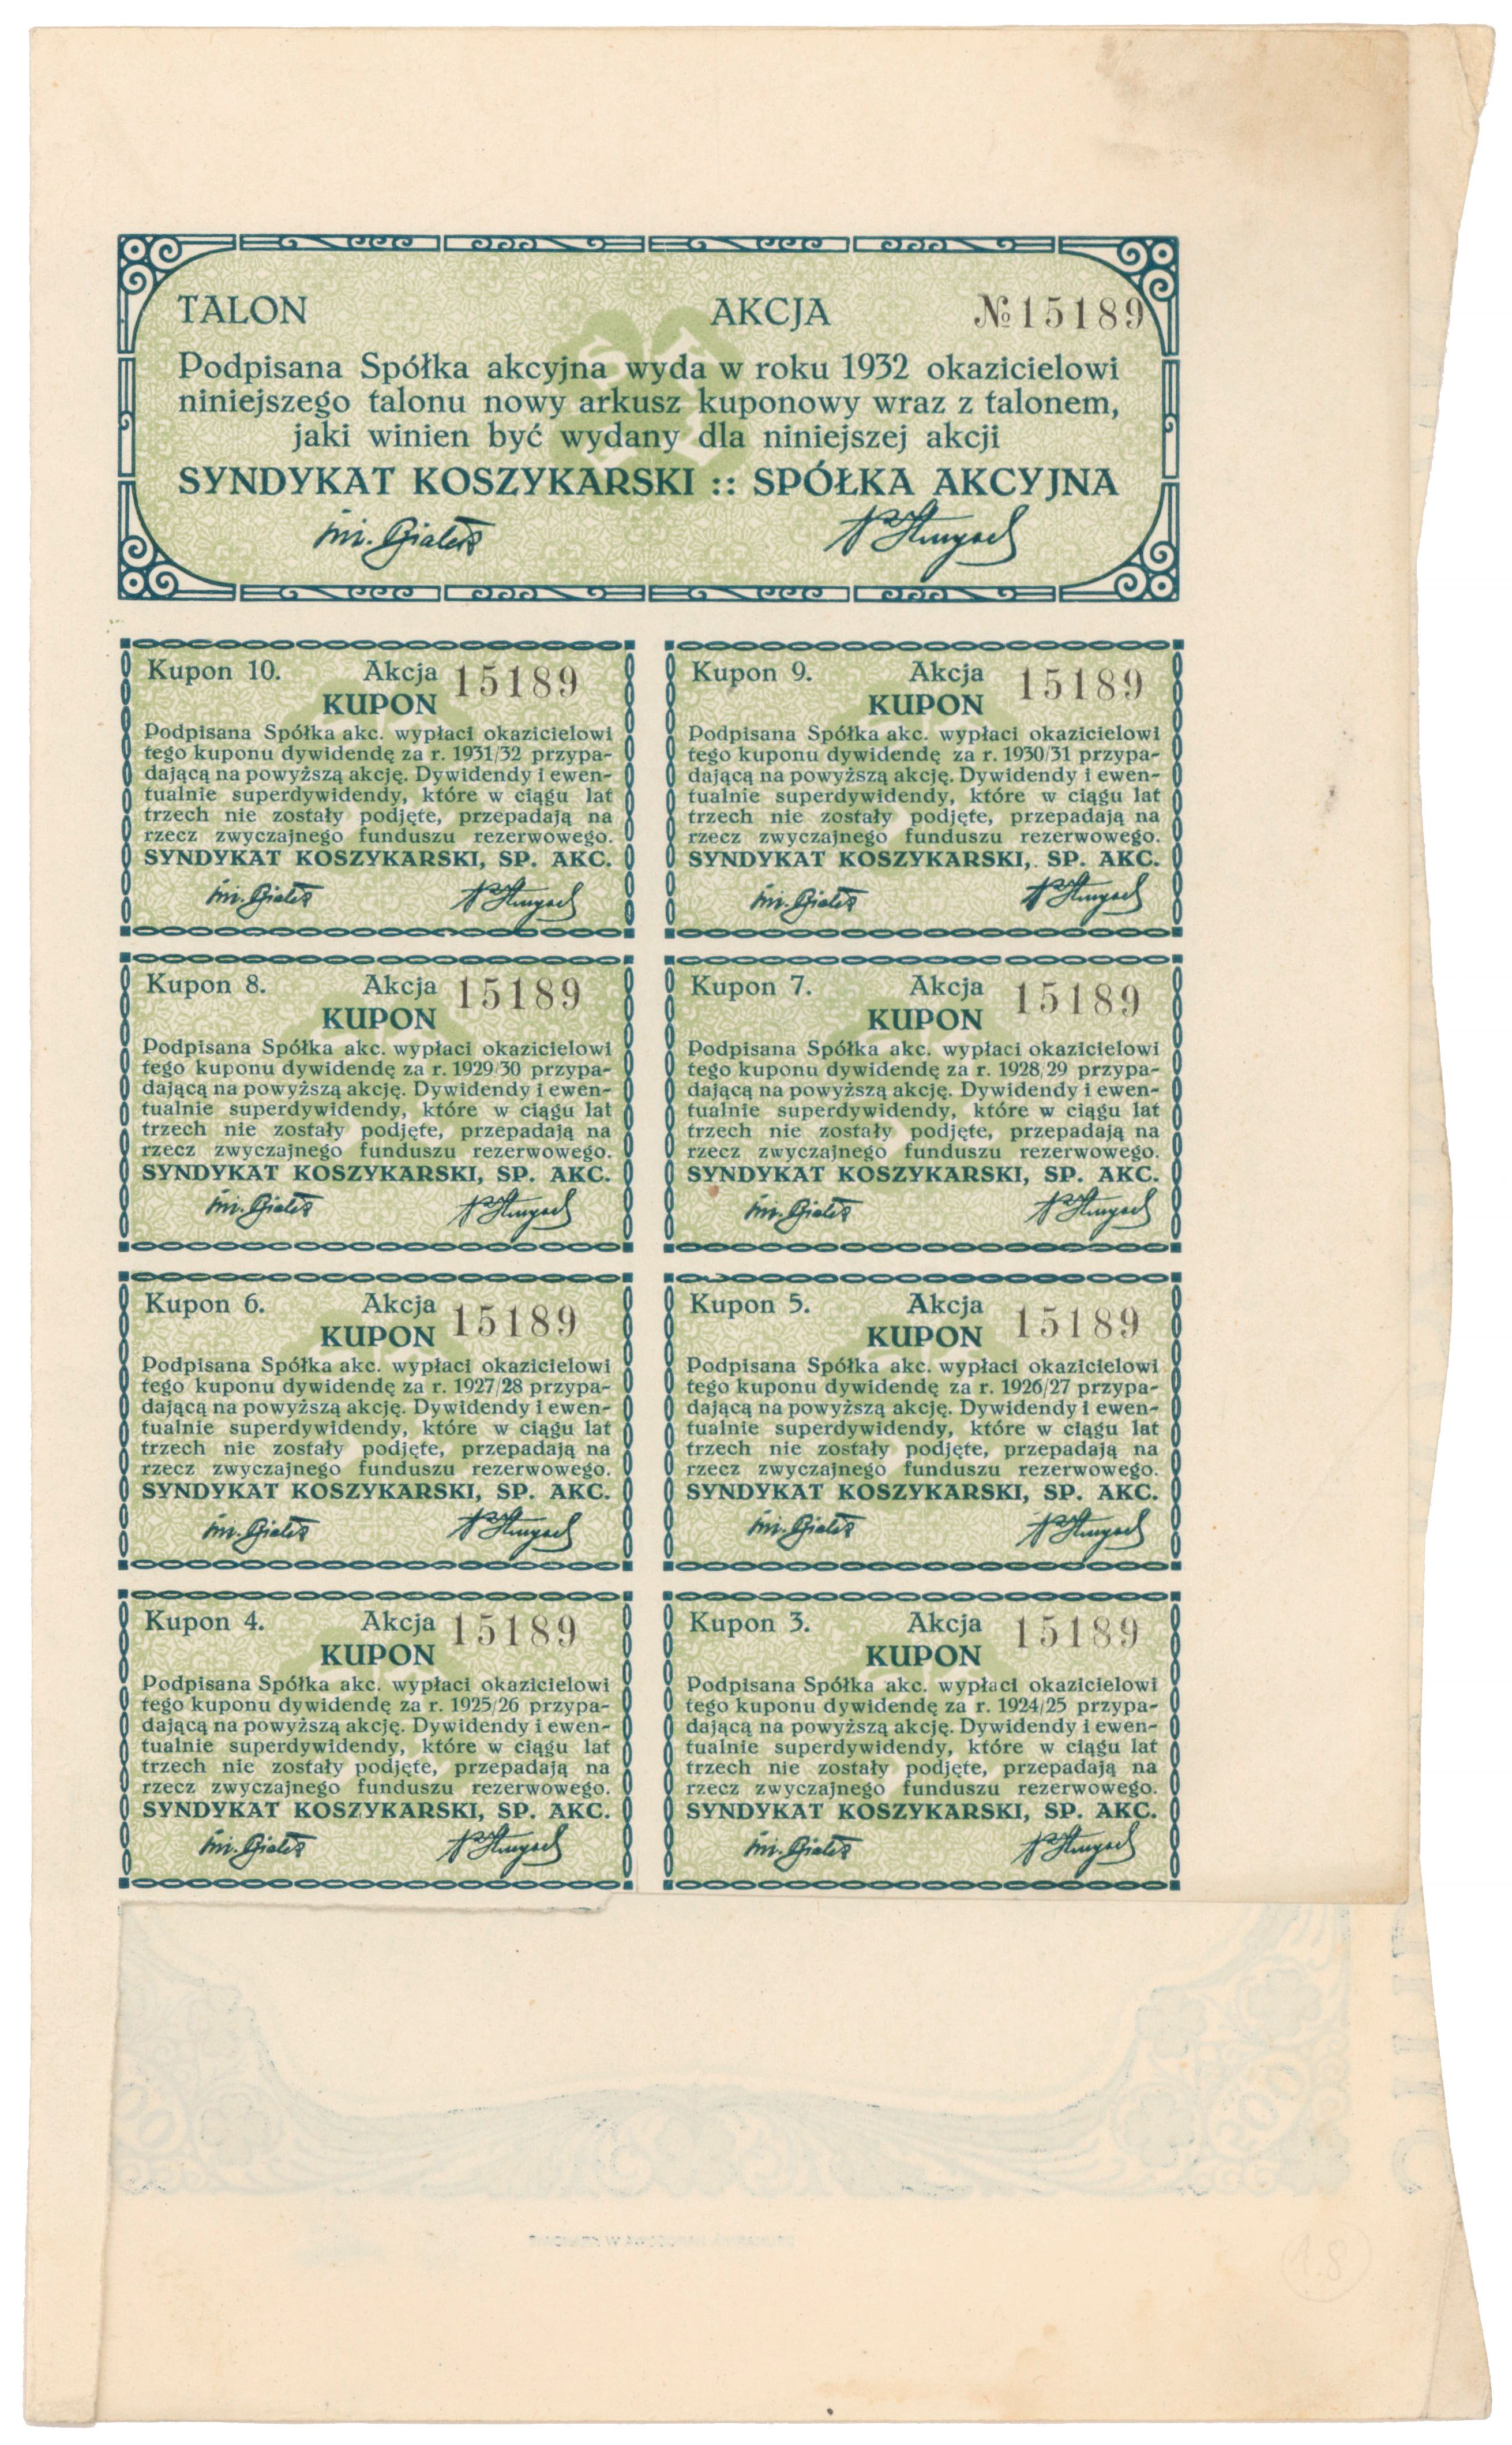 TALON AKCJA №15189
Podpisana Spółka akcyjna wyda w roku 1932 okazicielowi
niniejszego talonu nowy arkusz kuponowy wraz z talonem,
jaki winien być wydany dla niniejszej akcji
SYNDYKAT KOSZYKARSKI :: SPÓŁKA AKCYJNA
Kupon 10. Akcja 15189
KUPON
Podpisana Spółka akc. wypłaci okazicielowi
tego kuponu dywidendę za r. 1931/32 przypa-
dającą na powyższą akcję. Dywidendy i ewen-
tualnie superdywidendy, które w ciągu lat
trzech nie zostały podjęte, przepadają na
rzecz zwyczajnego funduszu rezerwowego.
SYNDYKAT KOSZYKARSKI, SP. AKC.
Kupon 9. Akcja 15189
KUPON
Podpisana Spółka akc. wypłaci okazicielowi
tego kuponu dywidendę za r. 1930/31 przypa-
dającą na powyższą akcję. Dywidendy i ewen-
tualnie superdywidendy, które w ciągu lat
trzech nie zostały podjęte, przepadają na
rzecz zwyczajnego funduszu rezerwowego.
SYNDYKAT KOSZYKARSKI, SP. AKC.
Kupon 8. Akcja 15189
KUPON
Podpisana Spółka akc. wypłaci okazicielowi
tego kuponu dywidendę za r. 1929/30 przypa-
dającą na powyższą akcję. Dywidendy i ewen-
tualnie superdywidendy, które w ciągu lat
trzech nie zostały podjęte, przepadają na
rzecz zwyczajnego funduszu rezerwowego.
SYNDYKAT KOSZYKARSKI, SP. AKC.
Kupon 7. Akcja 15189
KUPON
Podpisana Spółka akc. wypłaci okazicielowi
tego kuponu dywidendę za r. 1928/29 przypa-
dającą na powyższą akcję. Dywidendy i ewen-
tualnie superdywidendy, które w ciągu lat
trzech nie zostały podjęte, przepadają na
rzecz zwyczajnego funduszu rezerwowego.
SYNDYKAT KOSZYKARSKI, SP. AKC.
Kupon 6. Akcja 15189
KUPON
Podpisana Spółka akc. wypłaci okazicielowi
tego kuponu dywidendę za r. 1927/28 przypa-
dającą na powyższą akcję. Dywidendy i ewen-
tualnie superdywidendy, które w ciągu lat
trzech nie zostały podjęte, przepadają na
rzecz zwyczajnego funduszu rezerwowego.
SYNDYKAT KOSZYKARSKI, SP. AKC.
Kupon 5. Akcja 15189
KUPON
Podpisana Spółka akc. wypłaci okazicielowi
tego kuponu dywidendę za r. 1926/27 przypa-
dającą na powyższą akcję. Dywidendy i ewen-
tualnie superdywidendy, które w ciągu lat
trzech nie zostały podjęte, przepadają na
rzecz zwyczajnego funduszu rezerwowego.
SYNDYKAT KOSZYKARSKI, SP. AKC.
Kupon 4. Akcja 15189
KUPON
Podpisana Spółka akc. wypłaci okazicielowi
tego kuponu dywidendę za r. 1925/26 przypa-
dającą na powyższą akcję. Dywidendy i ewen-
tualnie superdywidendy, które w ciągu lat
trzech nie zostały podjęte, przepadają na
rzecz zwyczajnego funduszu rezerwowego.
SYNDYKAT KOSZYKARSKI, SP. AKC.
Kupon 3. Akcja 15189
KUPON
Podpisana Spółka akc. wypłaci okazicielowi
tego kuponu dywidendę za r. 1924/25 przypa-
dającą na powyższą akcję. Dywidendy i ewen-
tualnie superdywidendy, które w ciągu lat
trzech nie zostały podjęte, przepadają na
rzecz zwyczajnego funduszu rezerwowego.
SYNDYKAT KOSZYKARSKI, SP. AKC.
18